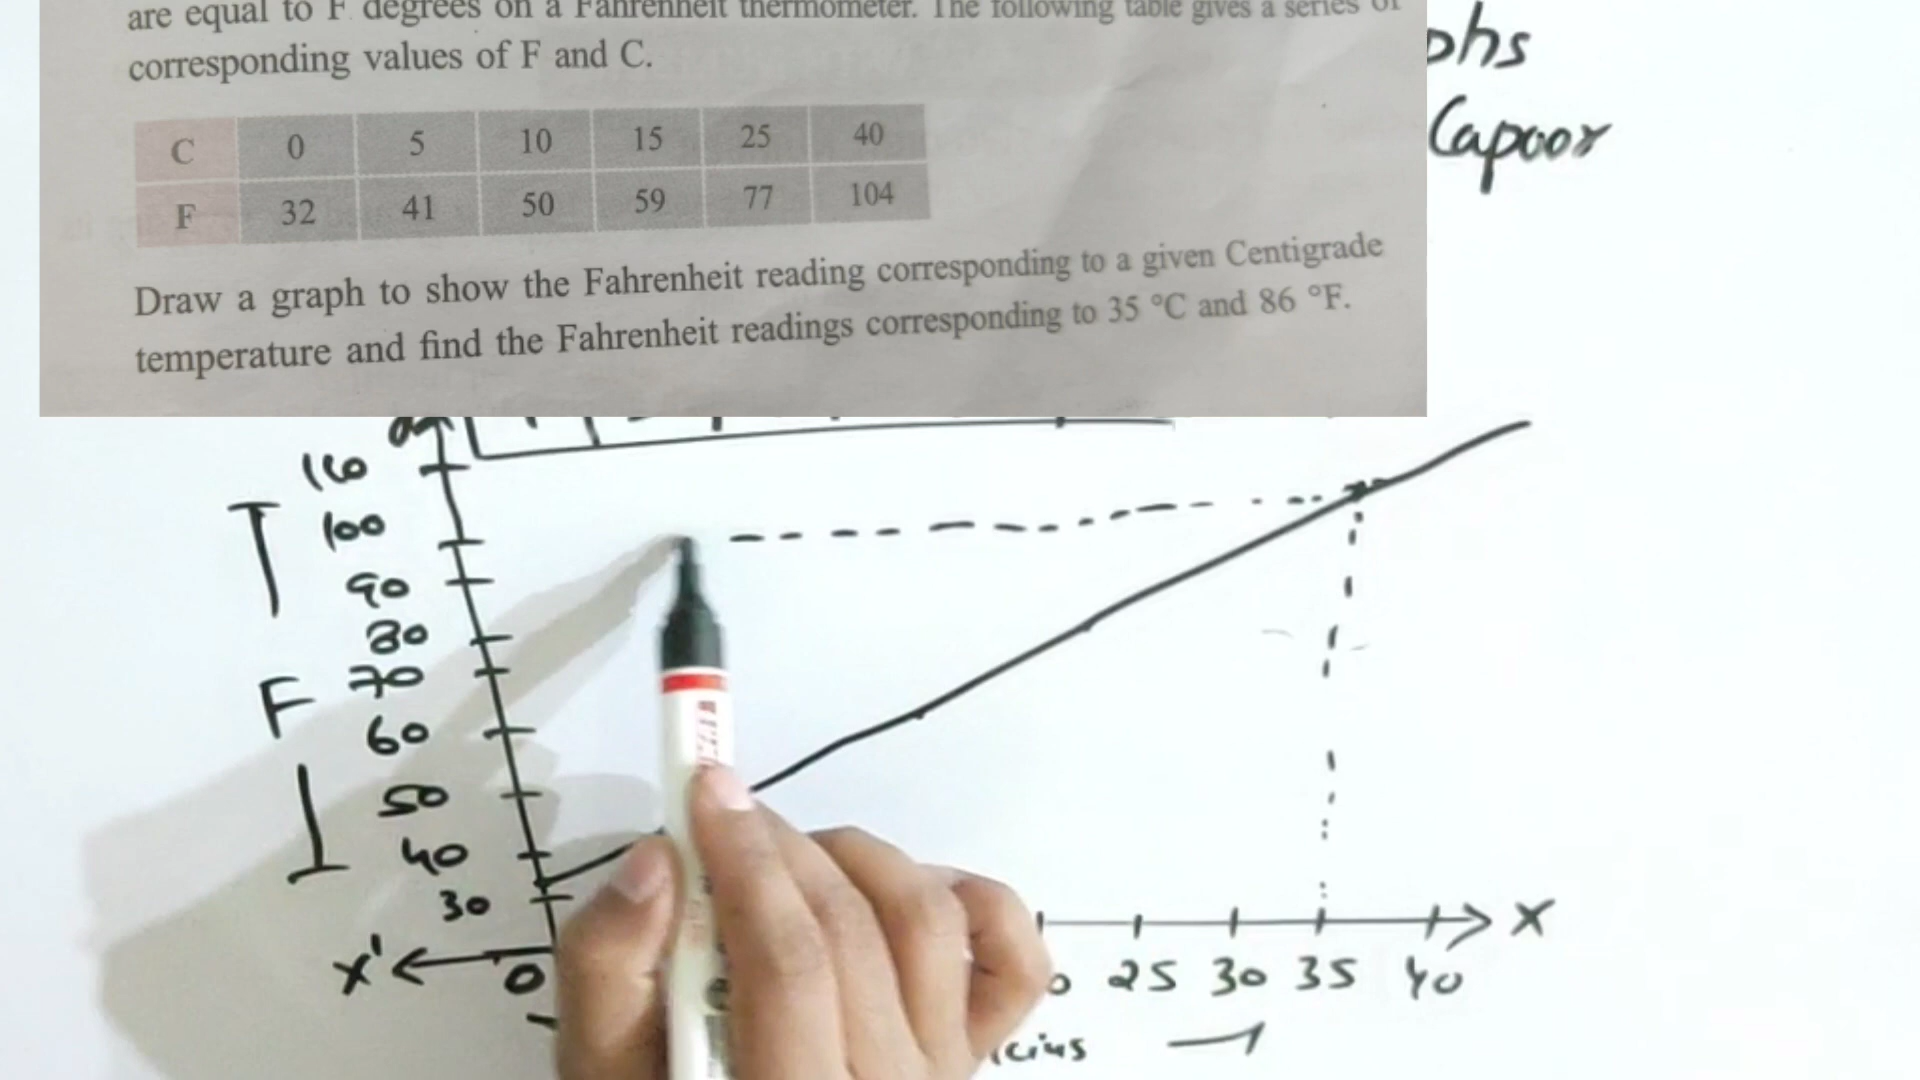 are equal to F degrees on a Fahrenheit thermometer. The following table gives a series of
corresponding values of F and C.
C 0 5 10 15 25 40
F 32 41 50 59 77 104
Draw a graph to show the Fahrenheit reading corresponding to a given Centigrade
temperature and find the Fahrenheit readings corresponding to 35 °C and 86 °F.
phs
Capoor
110
100
90
80
70
F
60
50
40
30
X' 0 25 30 35 40 X